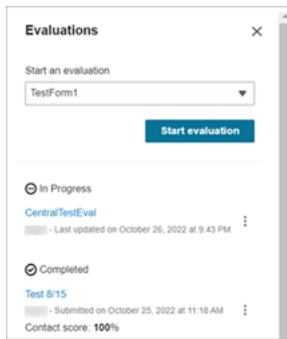 Evaluations
Start an evaluation
TestForm1
Start evaluation
In Progress
CentralTestEval
- Last updated on October 26, 2022 at 9:43 PM
Completed
Test 8/15
- Submitted on October 25, 2022 at 11:18 AM
Contact score: 100%